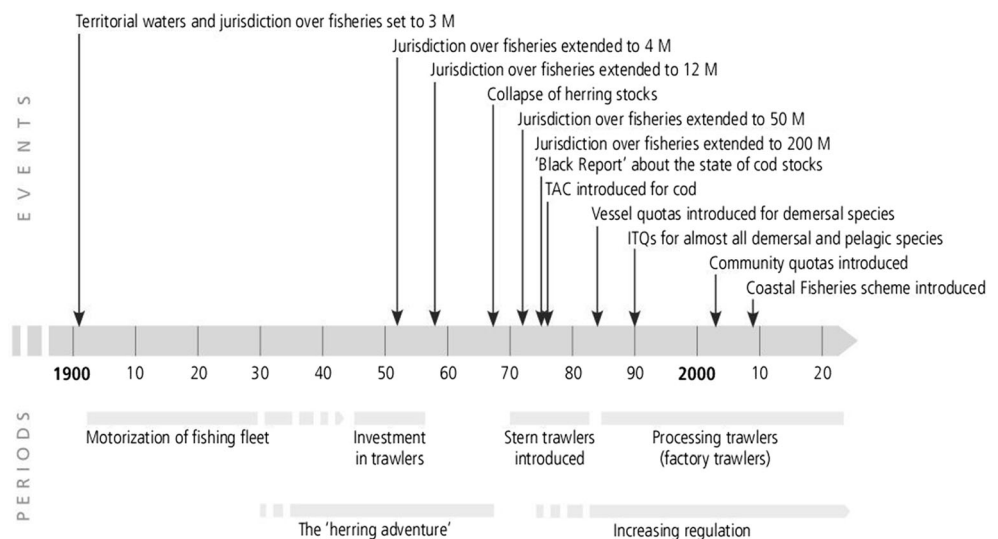 Territorial waters and jurisdiction over fisheries set to 3 M
Jurisdiction over fisheries extended to 4 M
Jurisdiction over fisheries extended to 12 M
Collapse of herring stocks
Jurisdiction over fisheries extended to 50 M
Jurisdiction over fisheries extended to 200 M
'Black Report' about the state of cod stocks
TAC introduced for cod
Vessel quotas introduced for demersal species
ITQs for almost all demersal and pelagic species
Community quotas introduced
Coastal Fisheries scheme introduced
EVENTS
1900 10 20 30 40 50 60 70 80 90 2000 10 20
PERIODS
Motorization of fishing fleet
Investment
in trawlers
Stern trawlers
introduced
Processing trawlers
(factory trawlers)
The 'herring adventure'
Increasing regulation